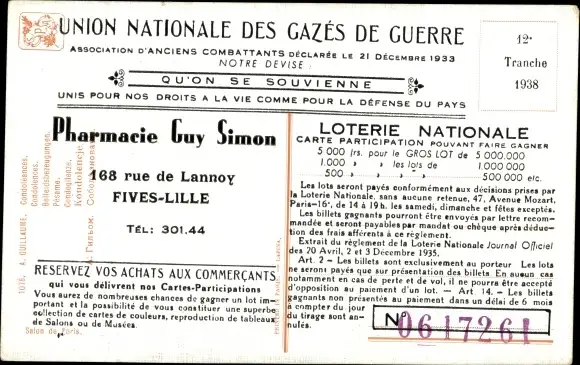 UNION NATIONALE DES GAZÉS DE GUERRE
ASSOCIATION D'ANCIENS COMBATTANTS DÉCLARÉE LE 21 DÉCEMBRE 1933
NOTRE DEVISE :
QU'ON SE SOUVIENNE
UNIS POUR NOS DROITS A LA VIE COMME POUR LA DÉFENSE DU PAYS
12e
Tranche
1938
Pharmacie Guy Simon
168 rue de Lannoy
FIVES-LILLE
TÉL: 301.44
RESERVEZ VOS ACHATS AUX COMMERÇANTS
qui vous délivrent nos Cartes-Participations
Vous aurez de nombreuses chances de gagner un lot im-
portant et la possibilité de vous constituer une superbe
collection de cartes de couleurs, reproduction de tableaux
de Salons ou de Musées.
Salon de Paris.
TOTE, A. GUILLAUME.
Condoléances.
Condolences.
Beileidsbezeugungen.
Pésame.
Condoglienze.
Kondolencje
А. Гильом.
LOTERIE NATIONALE
CARTE PARTICIPATION POUVANT FAIRE GAGNER
5 000 frs. pour le GROS LOT de 5 000.000
1.000 » » les lots de 1 000 000
500 » » » » 500 000 etc.
Les lots seront payés conformément aux décisions prises par
la Loterie Nationale, sans aucune retenue, 47, Avenue Mozart,
Paris-16e, de 14 à 19 h. les samedi, dimanche et fêtes exceptés.
Les billets gagnants pourront être envoyés par lettre recom-
mandée et seront payables par mandat ou chèque après déduc-
tion des frais afférents à ce règlement.
Extrait du règlement de la Loterie Nationale Journal Officiel
des 20 Avril, 2 et 3 Décembre 1935.
Art. 2 - Les billets sont exclusivement au porteur Les lots
ne seront payés que sur présentation des billets. En aucun cas
notamment en cas de perte et de vol, il ne pourra être accepté
d'opposition au paiement d'un lot. — Art. 14. - Les billets
gagnants non présentés au paiement dans un délai de 6 mois
a compter du jour
du tirage sont an-
nulés.
N° 0617261